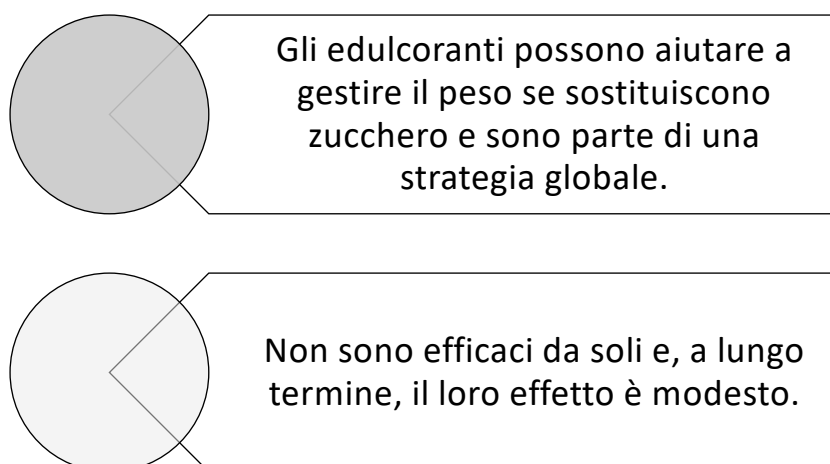 Gli edulcoranti possono aiutare a
gestire il peso se sostituiscono
zucchero e sono parte di una
strategia globale.
Non sono efficaci da soli e, a lungo
termine, il loro effetto è modesto.